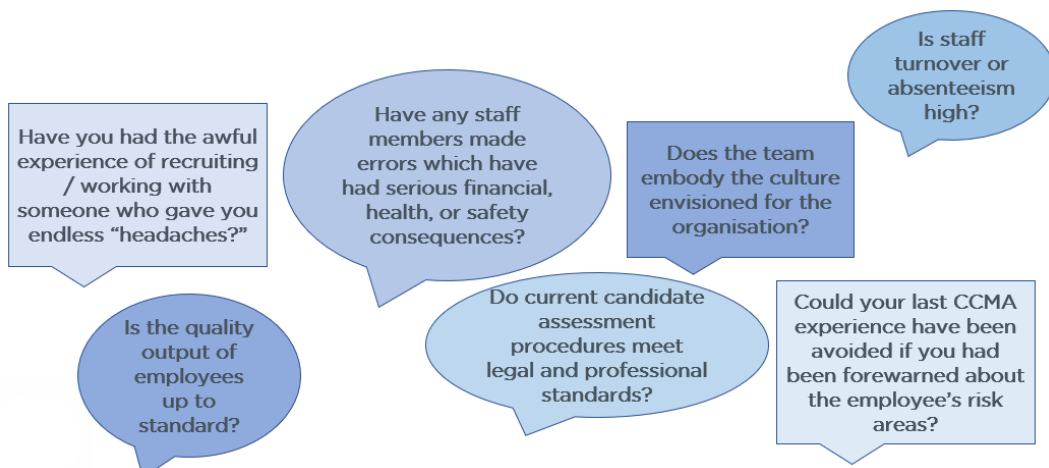 Have you had the awful
experience of recruiting
/ working with
someone who gave you
endless “headaches?”
Have any staff
members made
errors which have
had serious financial,
health, or safety
consequences?
Does the team
embody the culture
envisioned for the
organisation?
Is staff
turnover or
absenteeism
high?
Is the quality
output of
employees
up to
standard?
Do current candidate
assessment
procedures meet
legal and professional
standards?
Could your last CCMA
experience have been
avoided if you had
been forewarned about
the employee’s risk
areas?